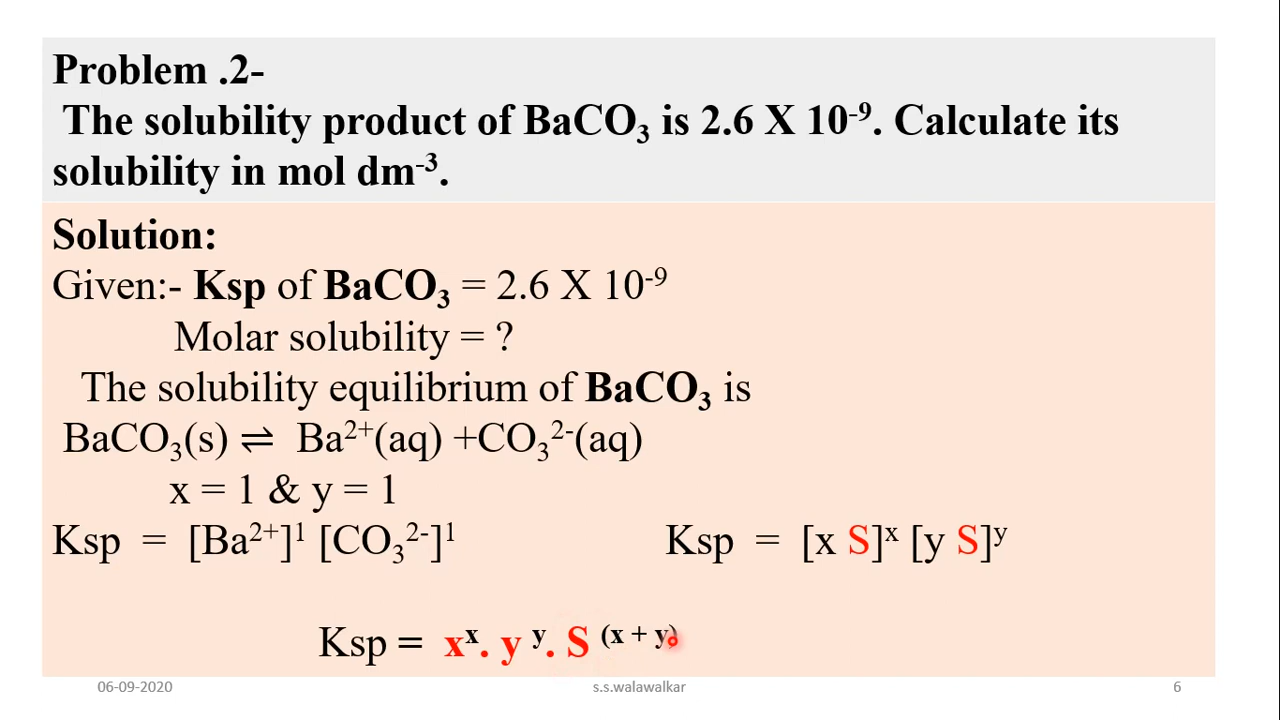 Problem .2-
The solubility product of BaCO₃ is 2.6 X 10⁻⁹. Calculate its
solubility in mol dm⁻³.
Solution:
Given:- Ksp of BaCO₃ = 2.6 X 10⁻⁹
Molar solubility = ?
The solubility equilibrium of BaCO₃ is
BaCO₃(s) ⇌ Ba²⁺(aq) +CO₃²⁻(aq)
x = 1 & y = 1
Ksp = [Ba²⁺]¹ [CO₃²⁻]¹ Ksp = [x S]ˣ [y S]ʸ
Ksp = xˣ. y ʸ. S ⁽ˣ ⁺ ʸ⁾
06-09-2020 s.s.walawalkar 6